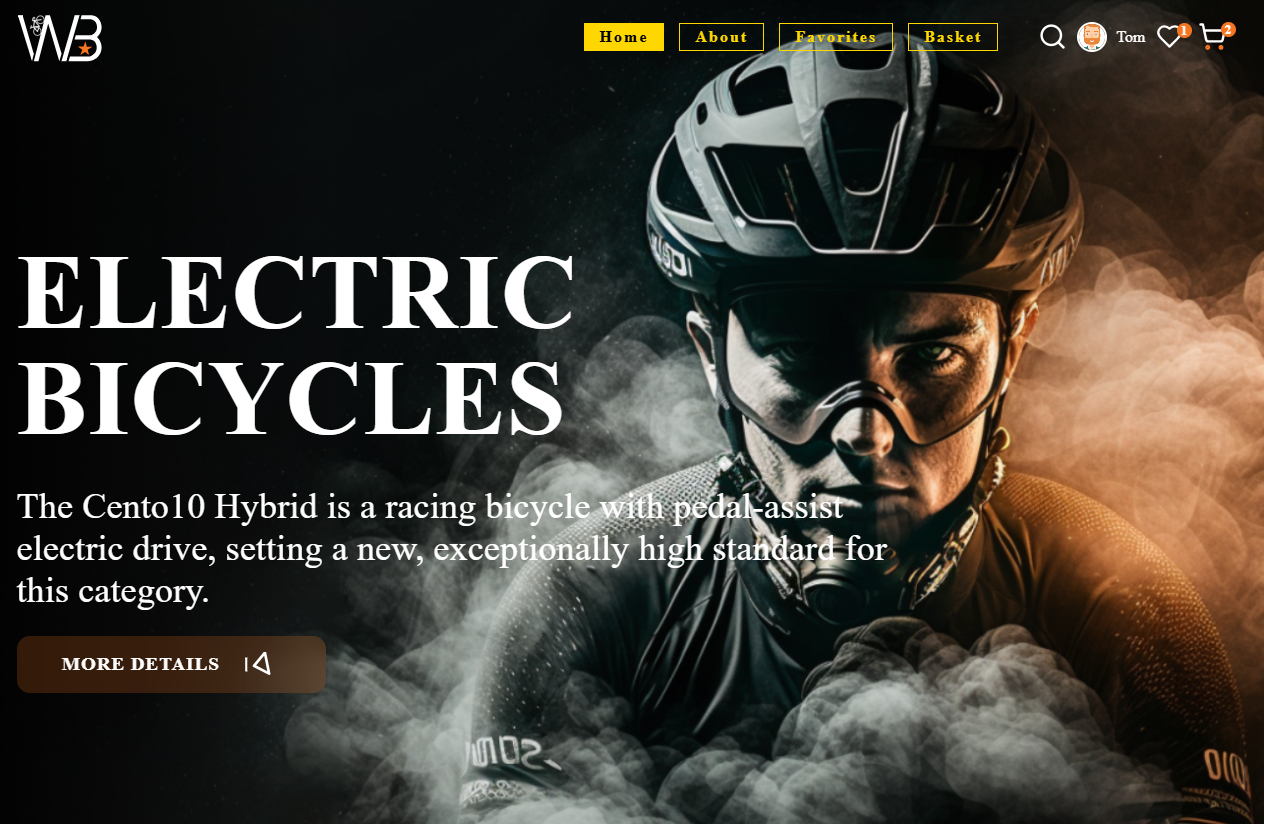 WB
Home
About
Favorites
Basket
Tom
1
2
ELECTRIC
BICYCLES
The Cento10 Hybrid is a racing bicycle with pedal-assist
electric drive, setting a new, exceptionally high standard for
this category.
MORE DETAILS